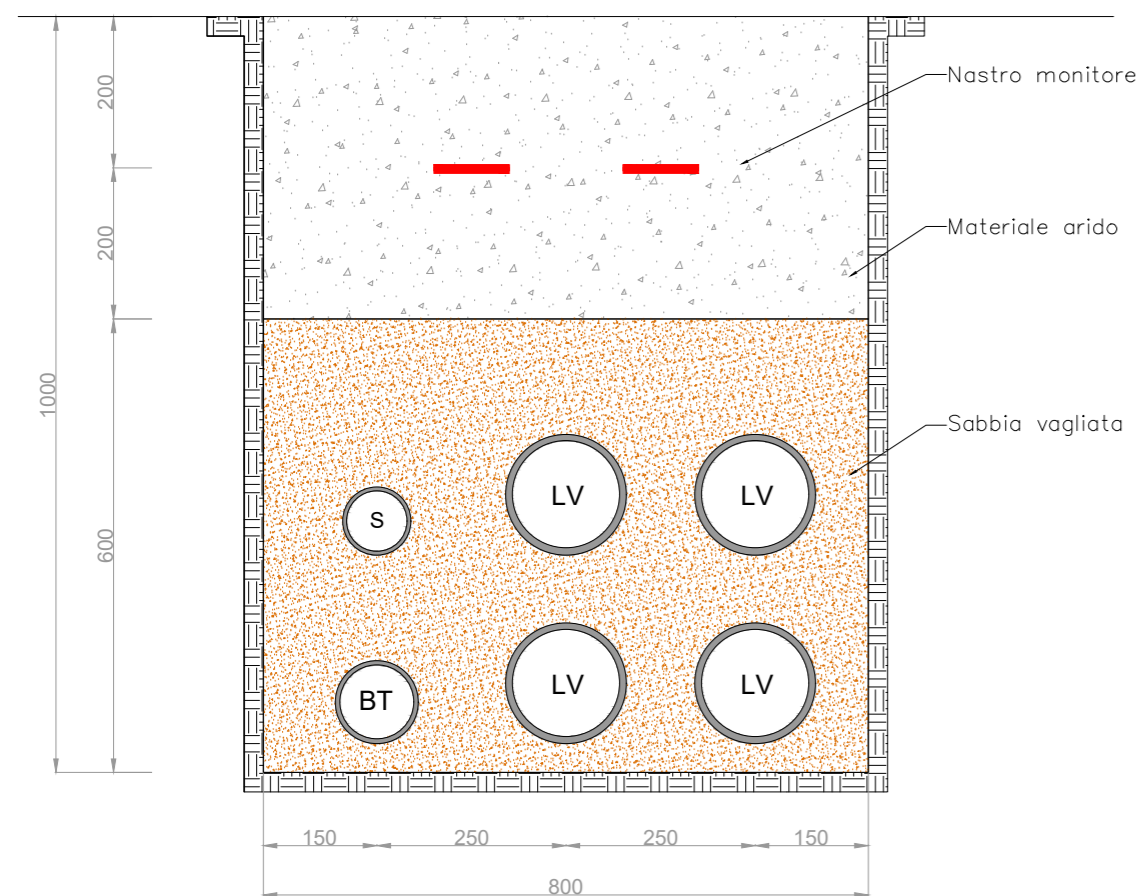 200
Nastro monitore
200
Materiale arido
1000
Sabbia vagliata
600
LV
LV
S
LV
LV
BT
150
250
250
150
800